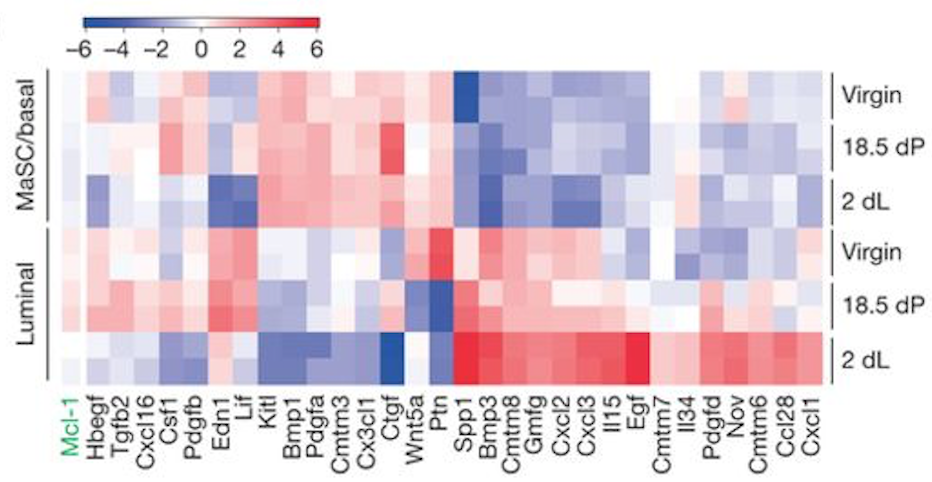 −6 −4 −2 0 2 4 6
MaSC/basal
Virgin
18.5 dP
2 dL
Luminal
Virgin
18.5 dP
2 dL
Mcl-1 Hbegf Tgfb2 Cxcl16 Csf1 Pdgfb Edn1 Lif Kitl Bmp1 Pdgfa Cmtm3 Cx3cl1 Ctgf Wnt5a Ptn Spp1 Bmp3 Cmtm8 Gmfg Cxcl2 Cxcl3 Il15 Egf Cmtm7 Il34 Pdgfd Nov Cmtm6 Ccl28 Cxcl1